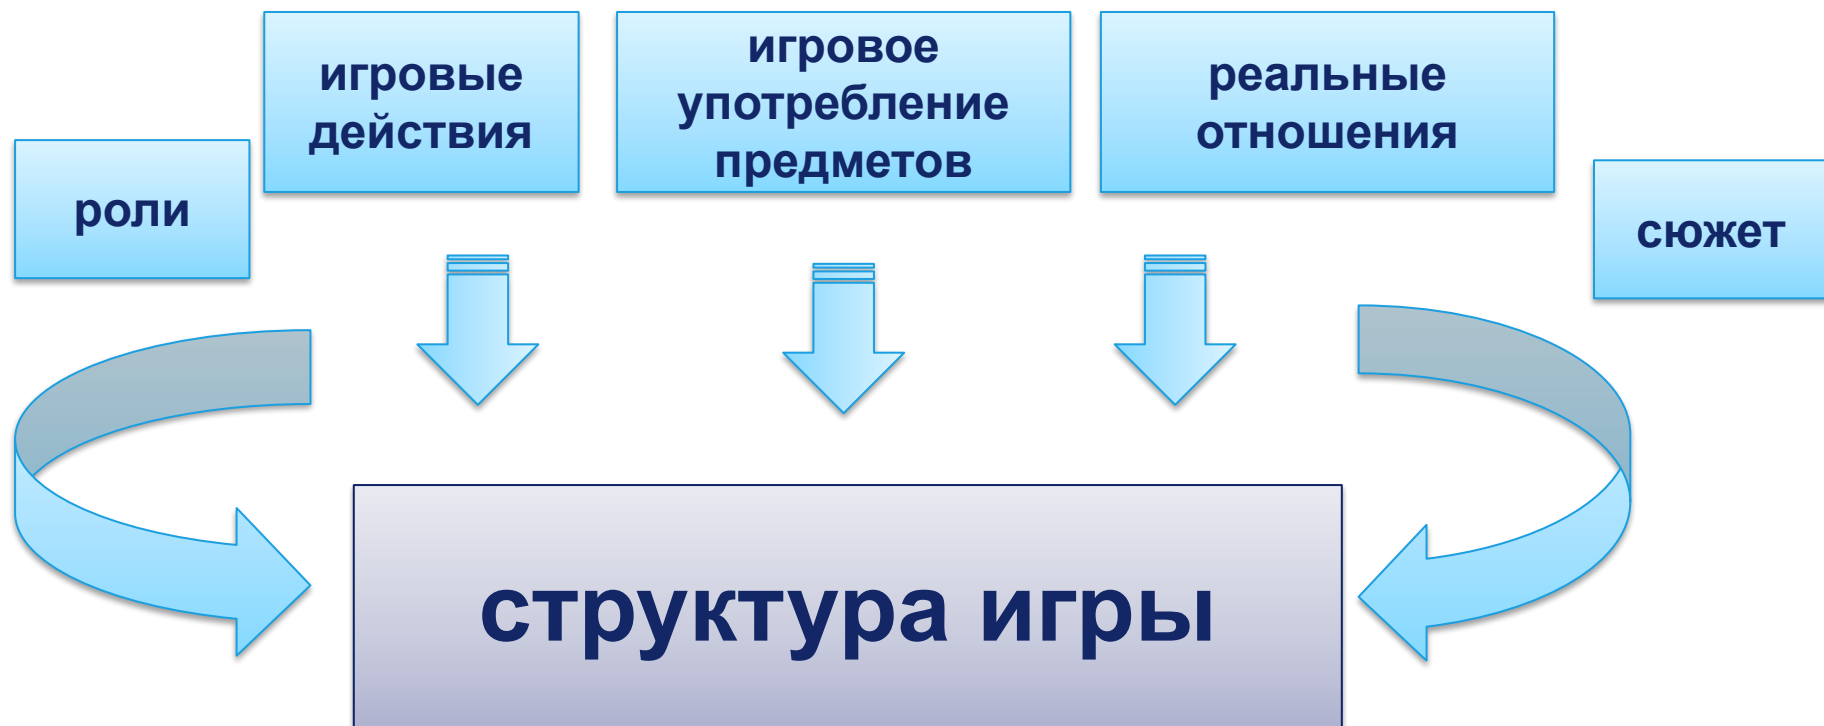 роли
игровые
действия
игровое
употребление
предметов
реальные
отношения
сюжет
структура игры